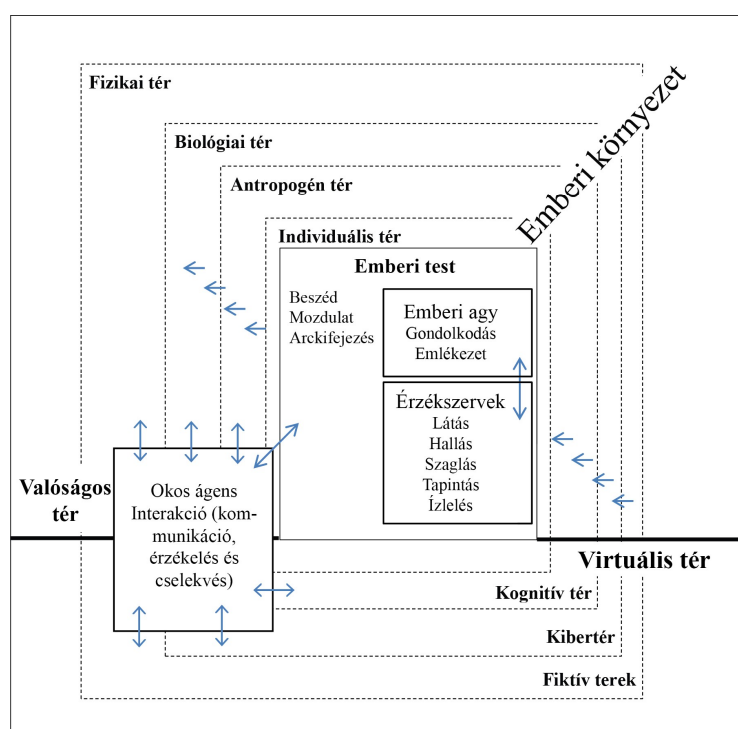 Fizikai tér
Emberi környezet
Biológiai tér
Antropogén tér
Individuális tér
Emberi test
Beszéd
Mozdulat
Arckifejezés
Emberi agy
Gondolkodás
Emlékezet
Érzékszervek
Látás
Hallás
Szaglás
Tapintás
Ízlelés
Valóságos
tér
Okos ágens
Interakció (kom-
munikáció,
érzékelés és
cselekvés)
Virtuális tér
Kognitív tér
Kibertér
Fiktív terek